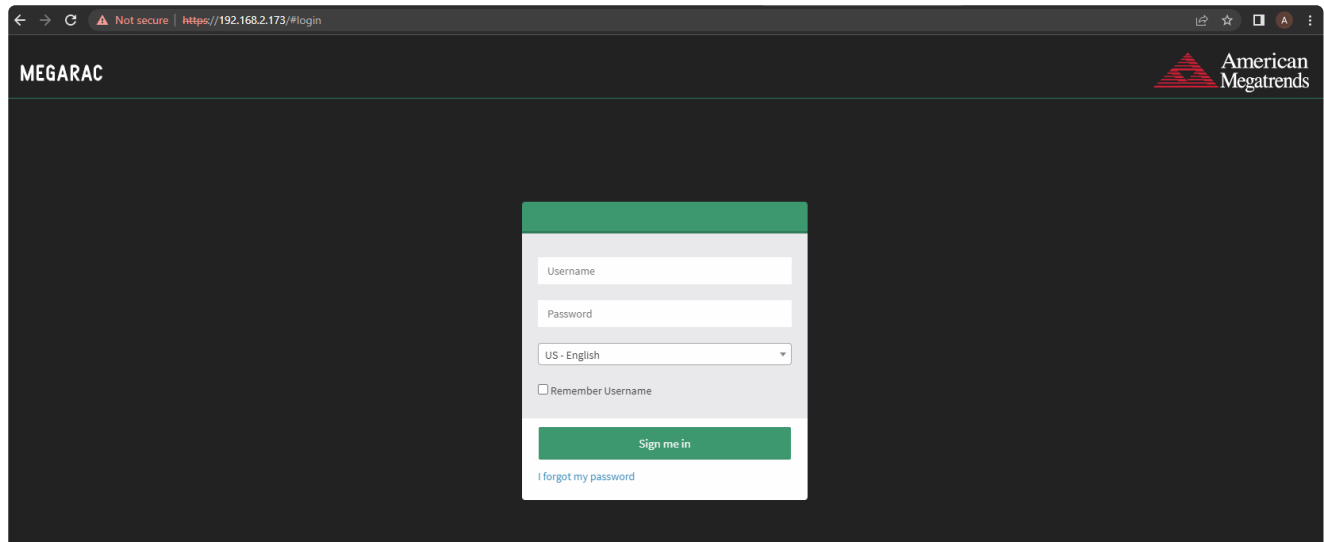 Not secure | https://192.168.2.173/#login
A
MEGARAC
American
Megatrends
Username
Password
US - English
Remember Username
Sign me in
I forgot my password